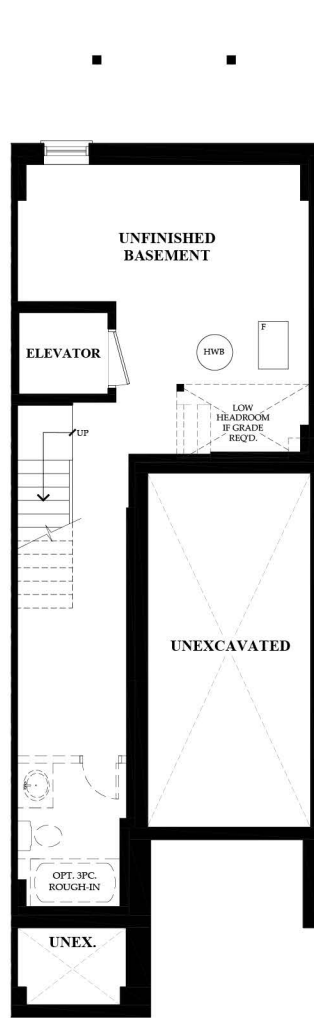 UNFINISHED
BASEMENT
F
HWB
ELEVATOR
LOW
HEADROOM
IF GRADE
REQ'D.
UP
UNEXCAVATED
OPT. 3PC.
ROUGH-IN
UNEX.